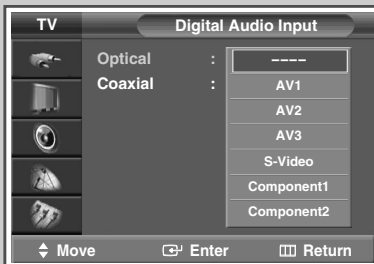 TV Digital Audio Input
Optical : ----
Coaxial : AV1
AV2
AV3
S-Video
Component1
Component2
Move Enter Return